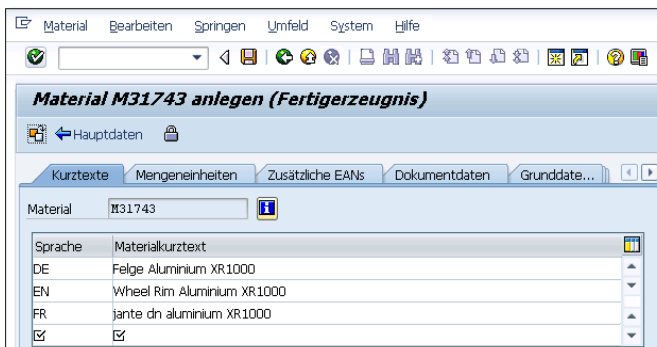 Material Bearbeiten Springen Umfeld System Hilfe
Material M31743 anlegen (Fertigerzeugnis)
Hauptdaten
Kurztexte Mengeneinheiten Zusätzliche EANs Dokumentdaten Grunddate...
Material M31743
Sprache Materialkurztext
DE Felge Aluminium XR1000
EN Wheel Rim Aluminium XR1000
FR jante dn aluminium XR1000